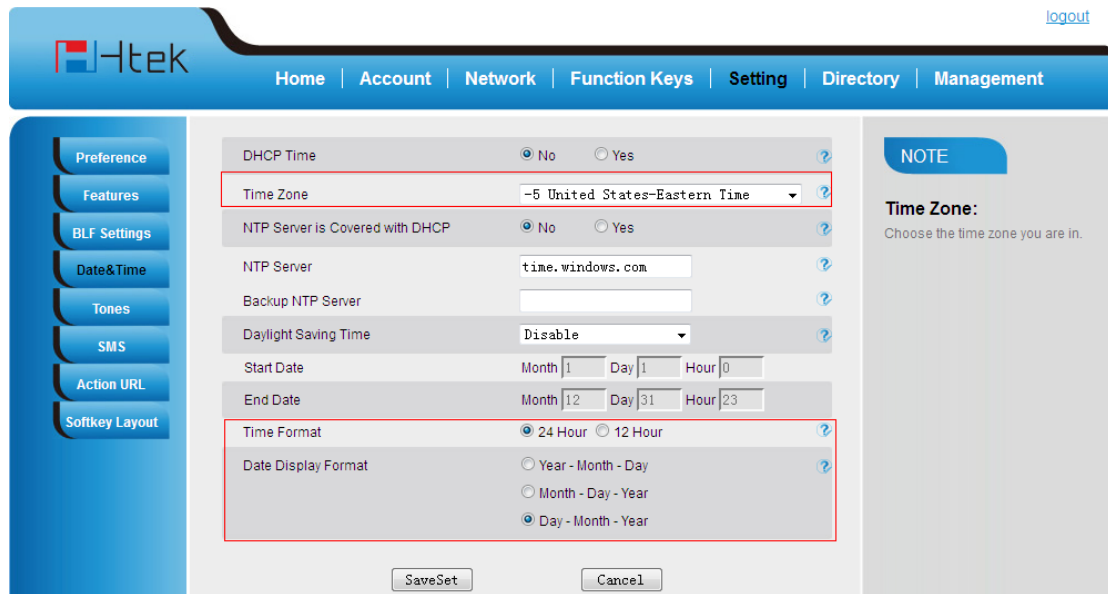 logout
Htek
Home | Account | Network | Function Keys | Setting | Directory | Management
Preference
Features
BLF Settings
Date&Time
Tones
SMS
Action URL
Softkey Layout
DHCP Time No Yes ?
Time Zone -5 United States-Eastern Time ?
NTP Server is Covered with DHCP No Yes ?
NTP Server time.windows.com ?
Backup NTP Server ?
Daylight Saving Time Disable ?
Start Date Month 1 Day 1 Hour 0
End Date Month 12 Day 31 Hour 23
Time Format 24 Hour 12 Hour ?
Date Display Format Year - Month - Day ?
Month - Day - Year
Day - Month - Year
SaveSet Cancel
NOTE
Time Zone:
Choose the time zone you are in.